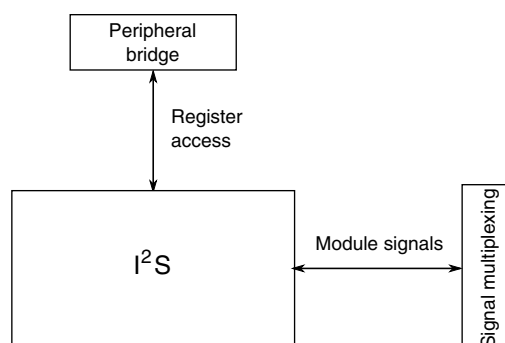 Peripheral
bridge
Register
access
I²S
Module signals
Signal multiplexing